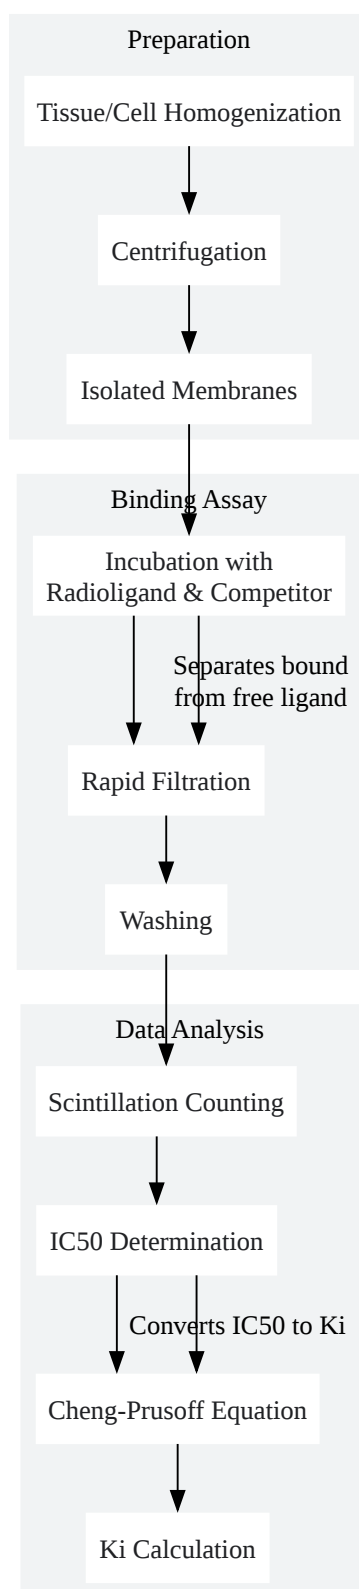 Preparation
Tissue/Cell Homogenization
Centrifugation
Isolated Membranes
Binding Assay
Incubation with
Radioligand & Competitor
Separates bound
from free ligand
Rapid Filtration
Washing
Data Analysis
Scintillation Counting
IC50 Determination
Converts IC50 to Ki
Cheng-Prusoff Equation
Ki Calculation